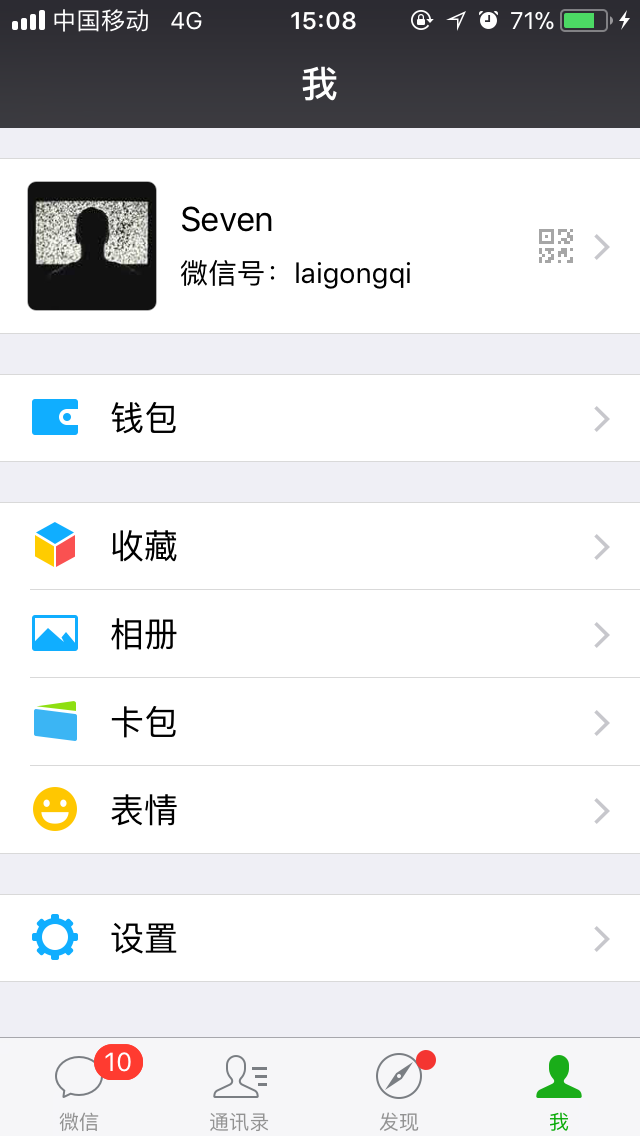 中国移动 4G 15:08 71%
我
Seven
微信号：laigongqi
钱包
收藏
相册
卡包
表情
设置
10
微信 通讯录 发现 我